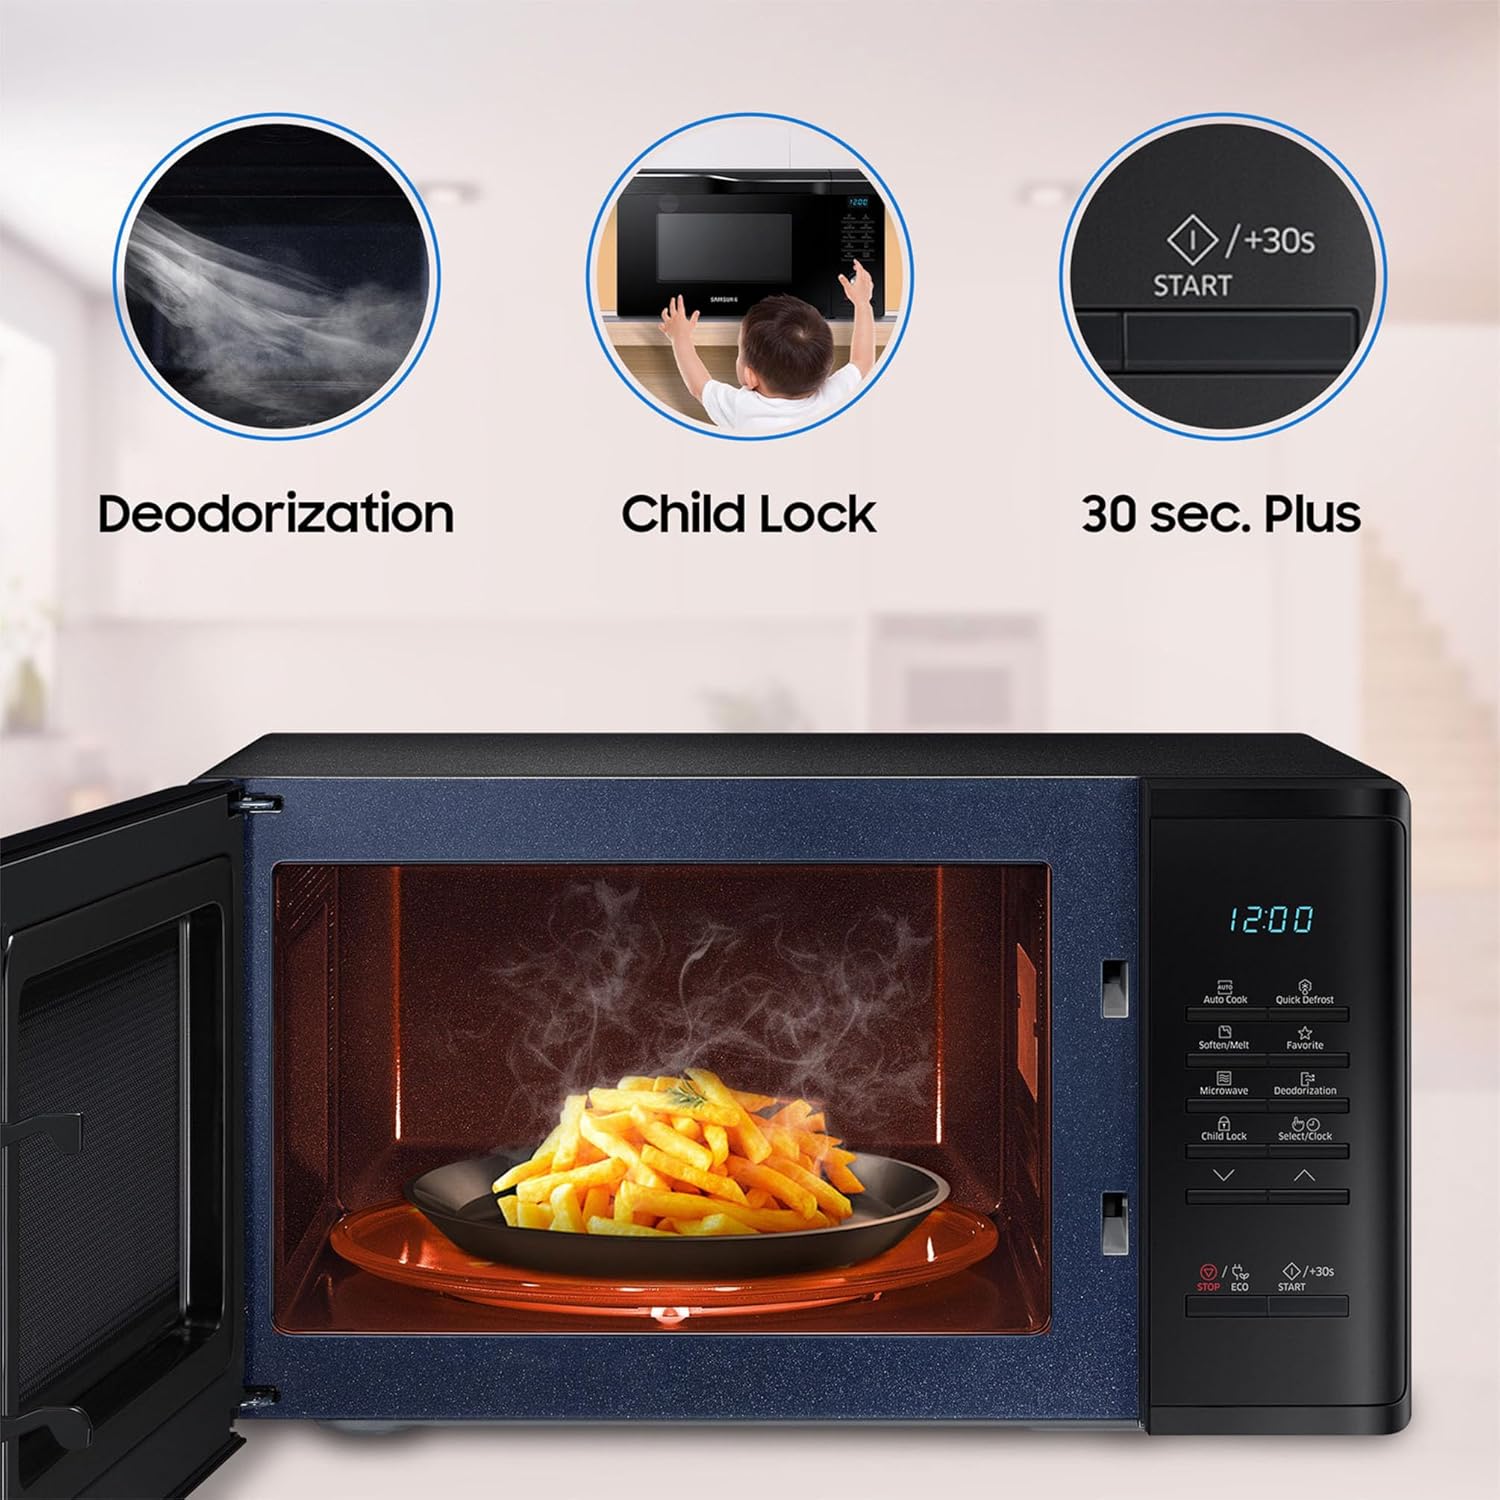 12:00
SAMSUNG
/+30s
START
Deodorization
Child Lock
30 sec. Plus
12:00
AUTO
Auto Cook
Quick Defrost
Soften/Melt
Favorite
Microwave
Deodorization
Child Lock
Select/Clock
/
/+30s
STOP
ECO
START